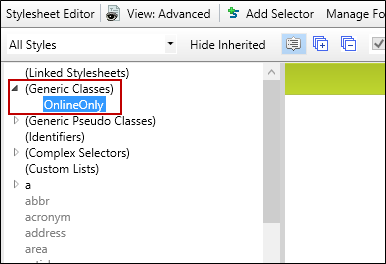 Stylesheet Editor View: Advanced Add Selector Manage Fo
All Styles Hide Inherited
(Linked Stylesheets)
(Generic Classes)
OnlineOnly
(Generic Pseudo Classes)
(Identifiers)
(Complex Selectors)
(Custom Lists)
a
abbr
acronym
address
area